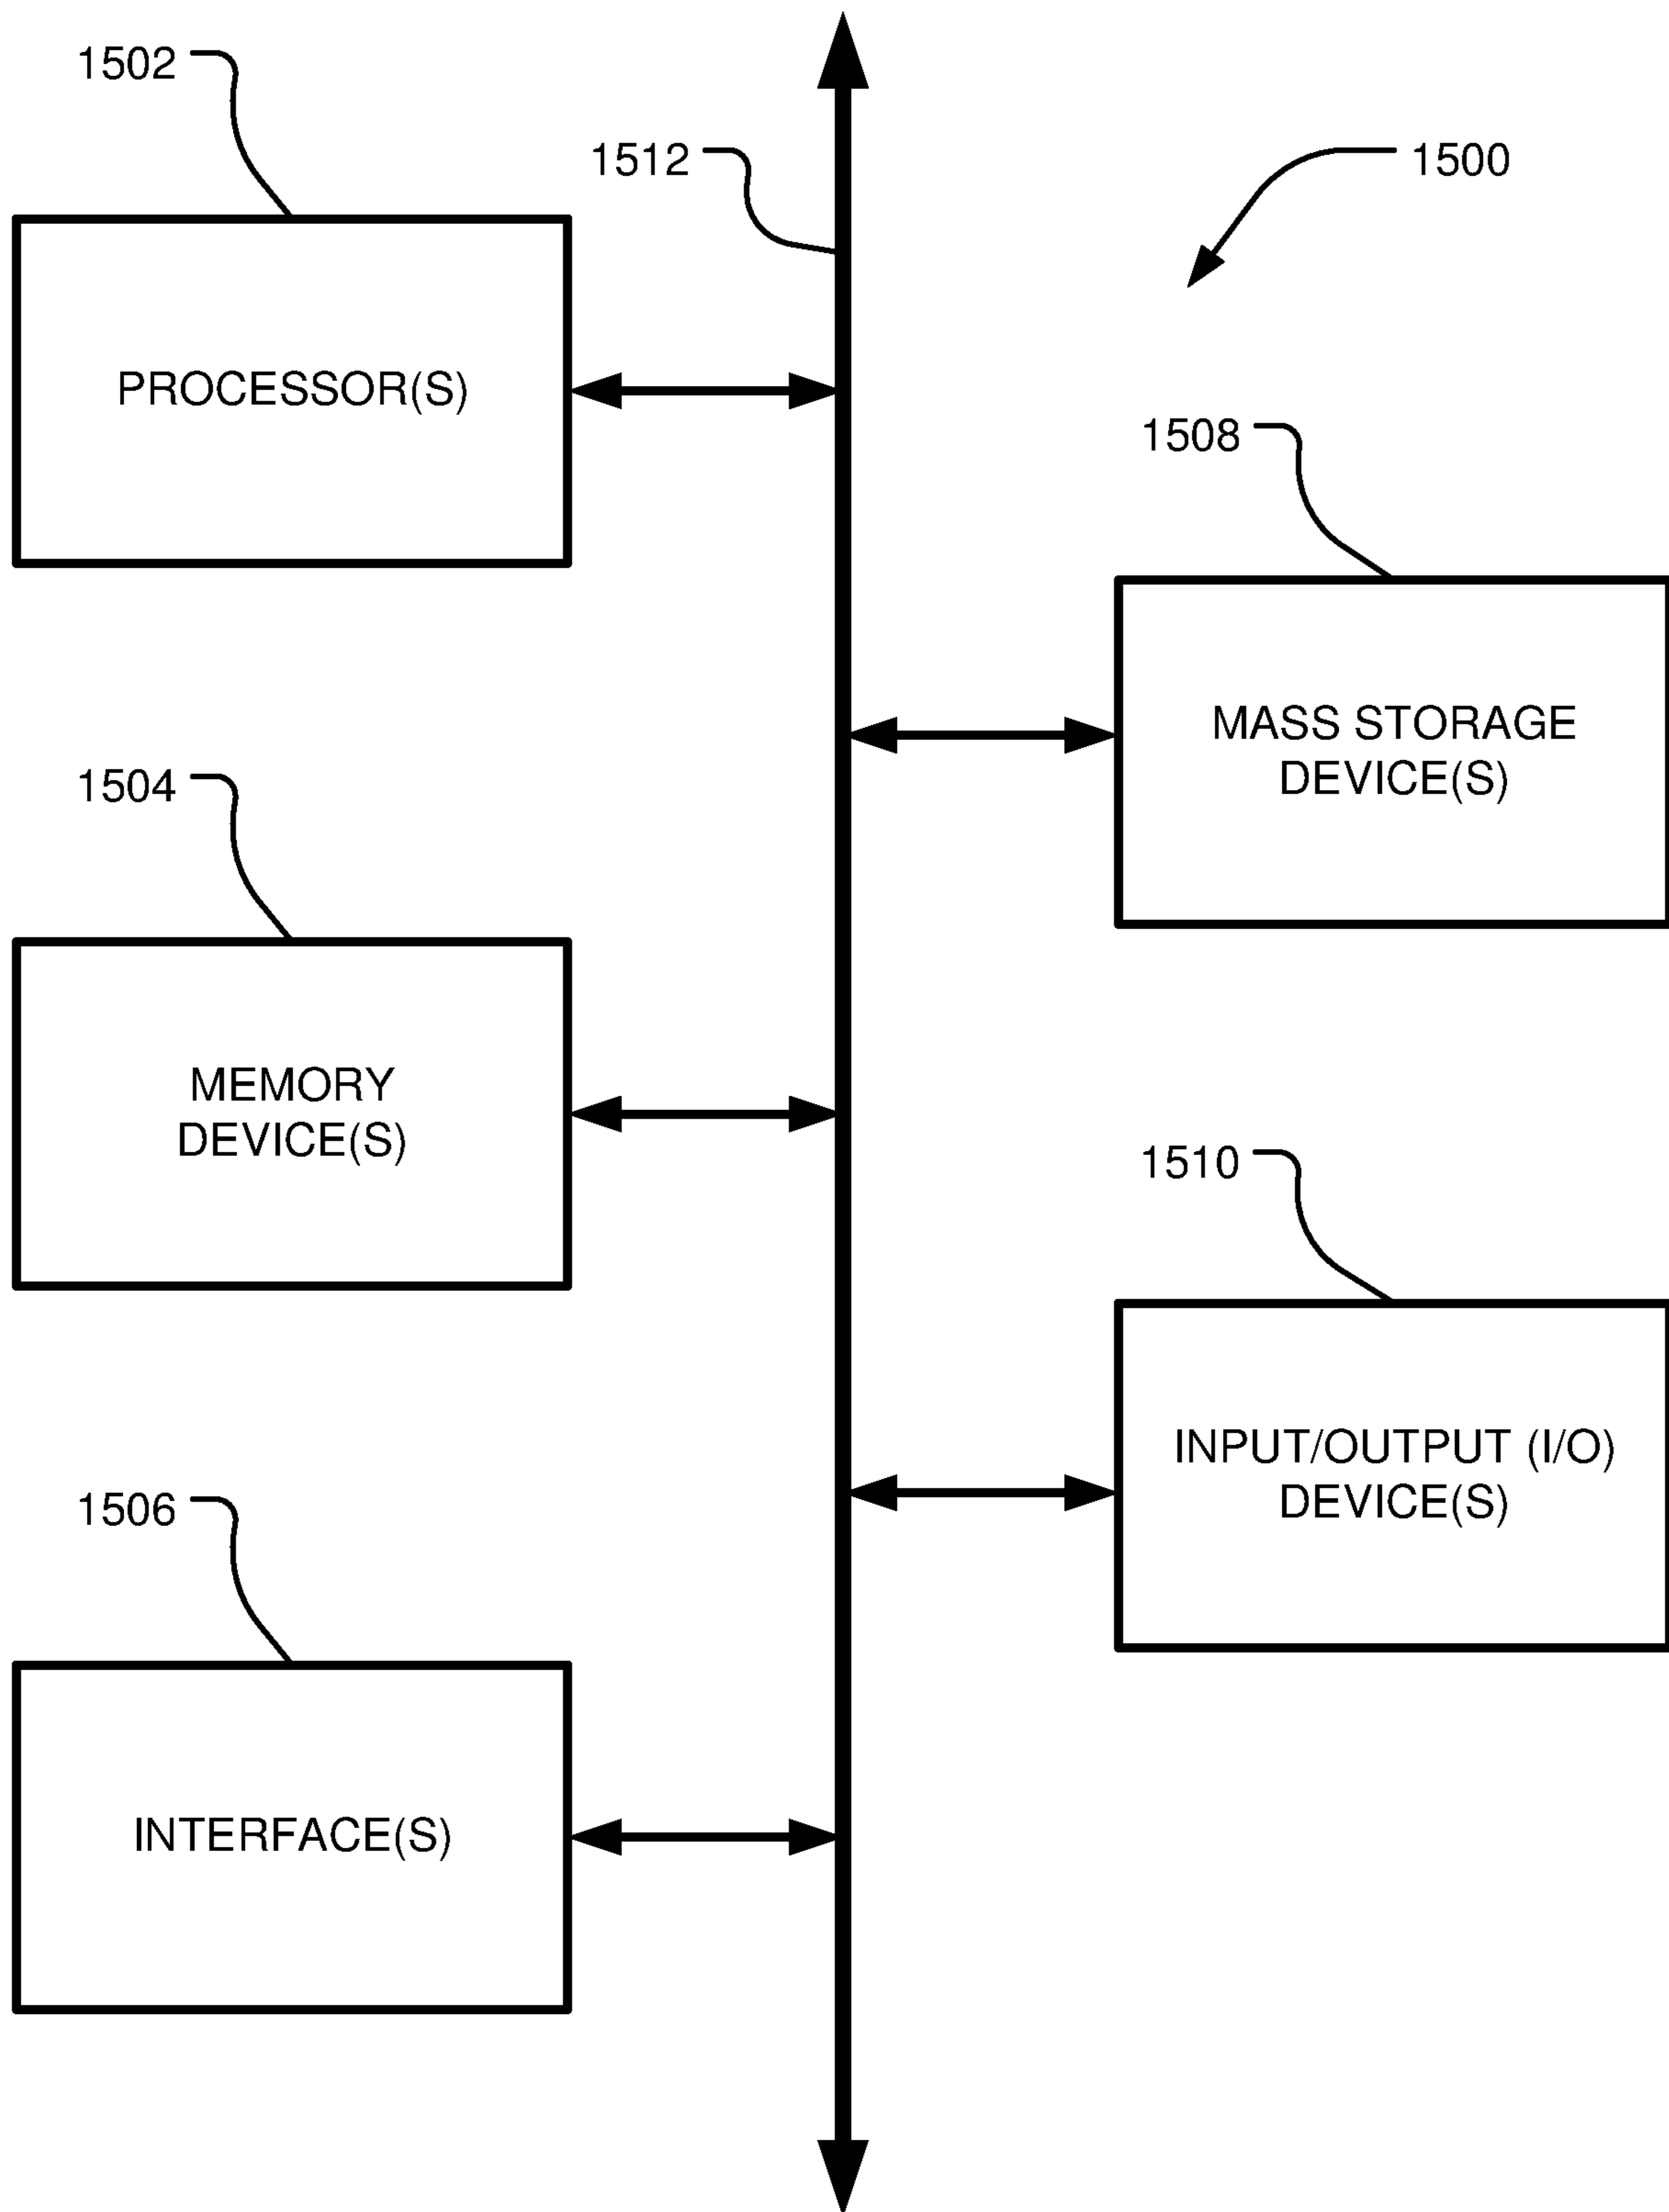 1502
1512
1500
PROCESSOR(S)
1508
MASS STORAGE
DEVICE(S)
1504
MEMORY
DEVICE(S)
1510
INPUT/OUTPUT (I/O)
DEVICE(S)
1506
INTERFACE(S)